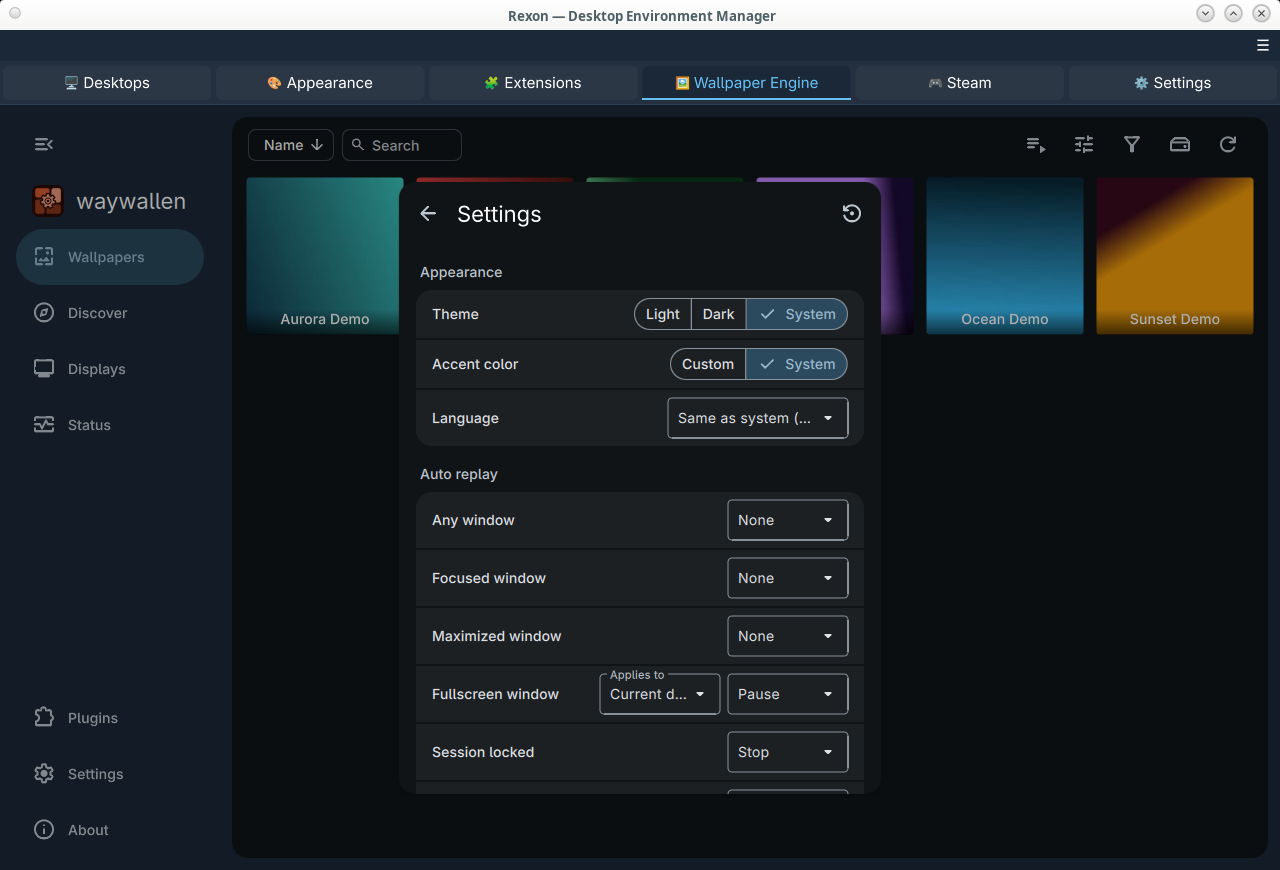 Rexon — Desktop Environment Manager
Desktops
Appearance
Extensions
Wallpaper Engine
Steam
Settings
Name
Search
waywallen
Wallpapers
Discover
Displays
Status
Plugins
Settings
About
Aurora Demo
Ocean Demo
Sunset Demo
Settings
Appearance
Theme
Light
Dark
System
Accent color
Custom
System
Language
Same as system (...
Auto replay
Any window
None
Focused window
None
Maximized window
None
Fullscreen window
Applies to
Current d...
Pause
Session locked
Stop